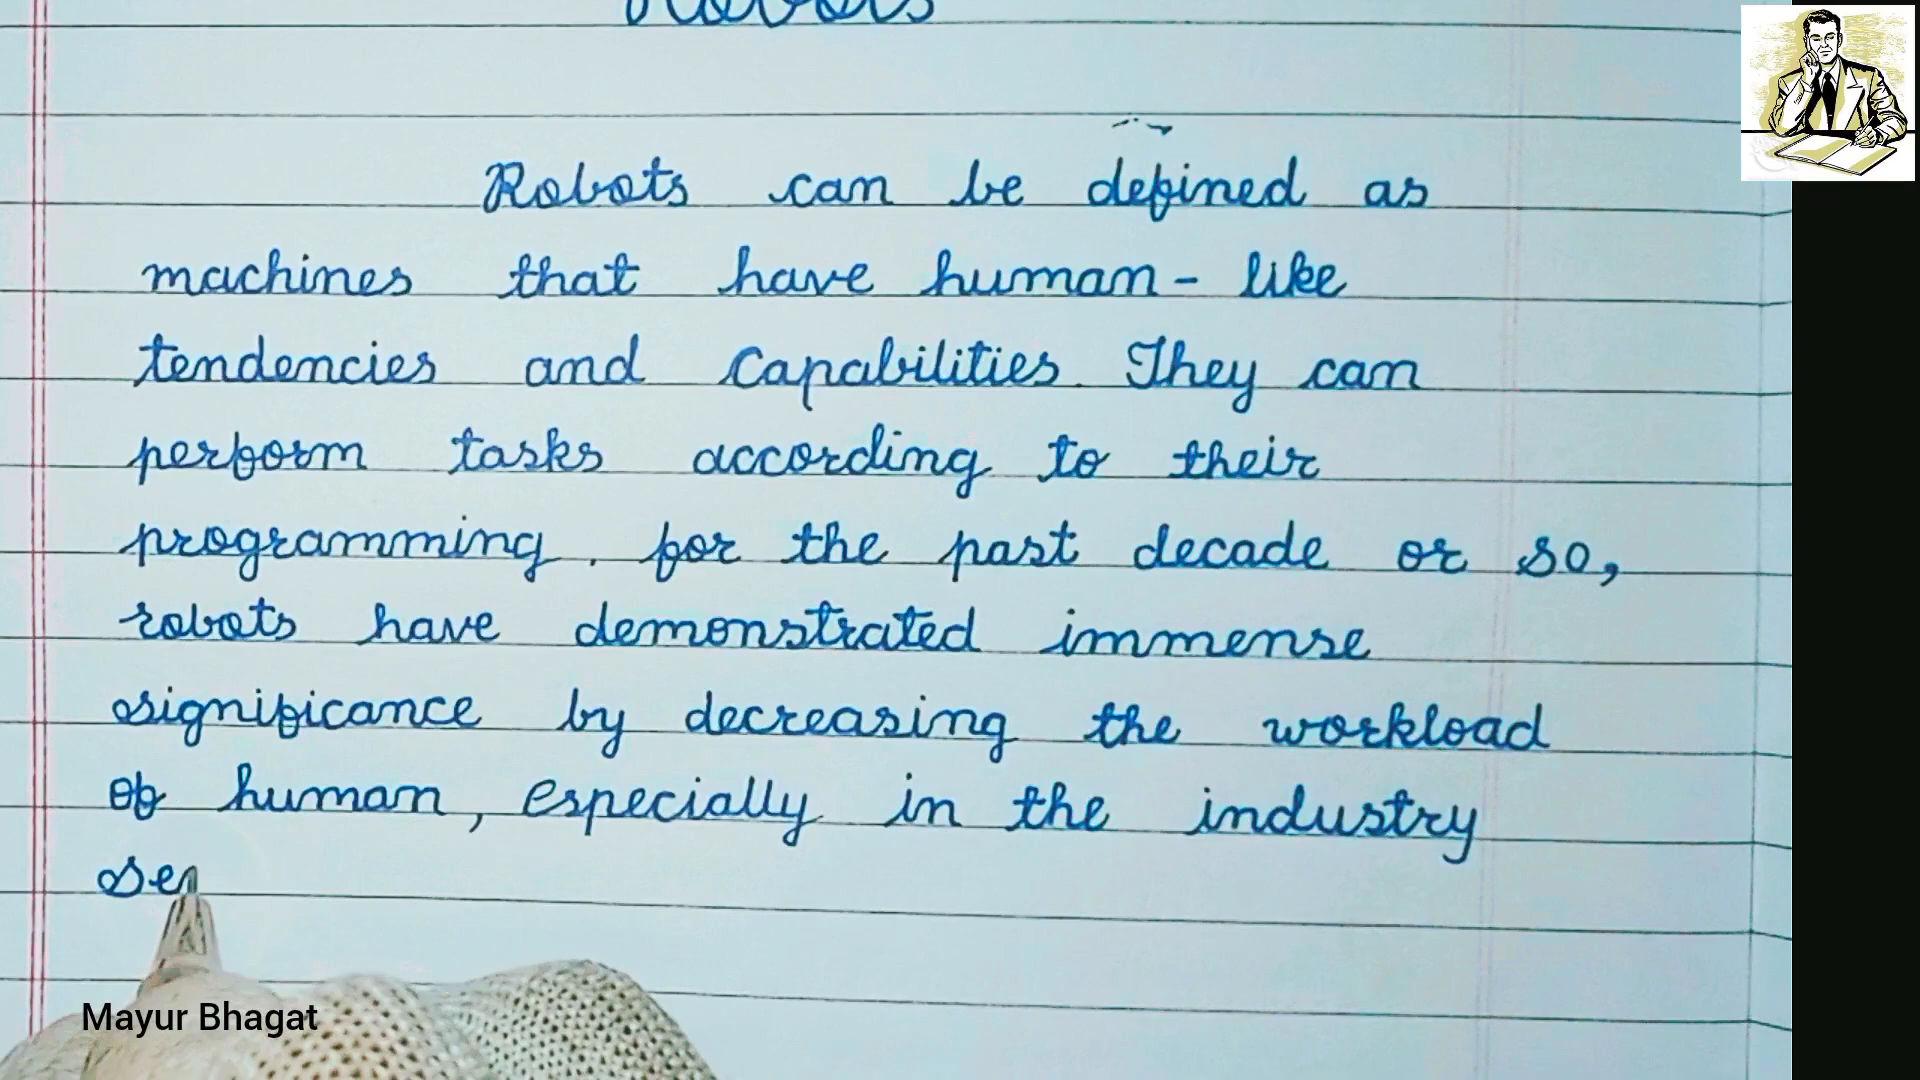 Robots
Robots can be defined as
machines that have human-like
tendencies and Capabilities. They can
perform tasks according to their
programming. for the past decade or so,
robots have demonstrated immense
significance by decreasing the workload
of human, especially in the industry
Mayur Bhagat